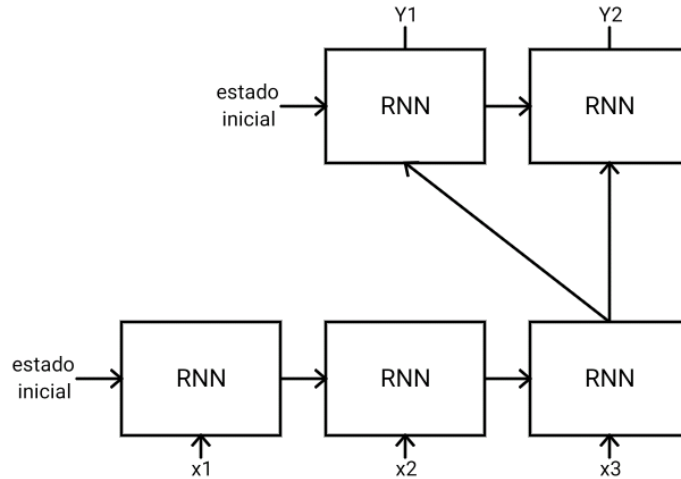 Y1
Y2
estado
inicial
RNN
RNN
estado
inicial
RNN
RNN
RNN
x1
x2
x3